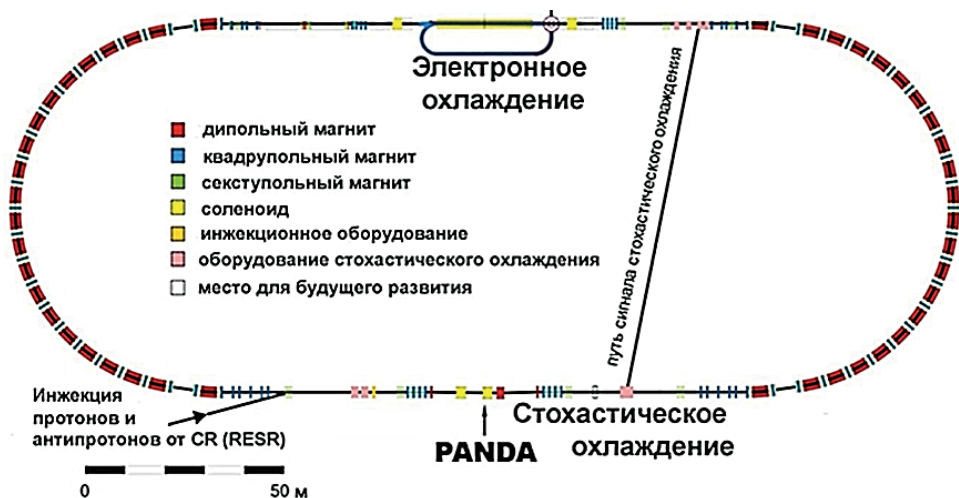 Электронное
охлаждение
путь сигнала стохастического охлаждения
дипольный магнит
квадрупольный магнит
секступольный магнит
соленоид
инжекционное оборудование
оборудование стохастического охлаждения
место для будущего развития
Инжекция
протонов и
антипротонов от CR (RESR)
PANDA
Стохастическое
охлаждение
0 50 м